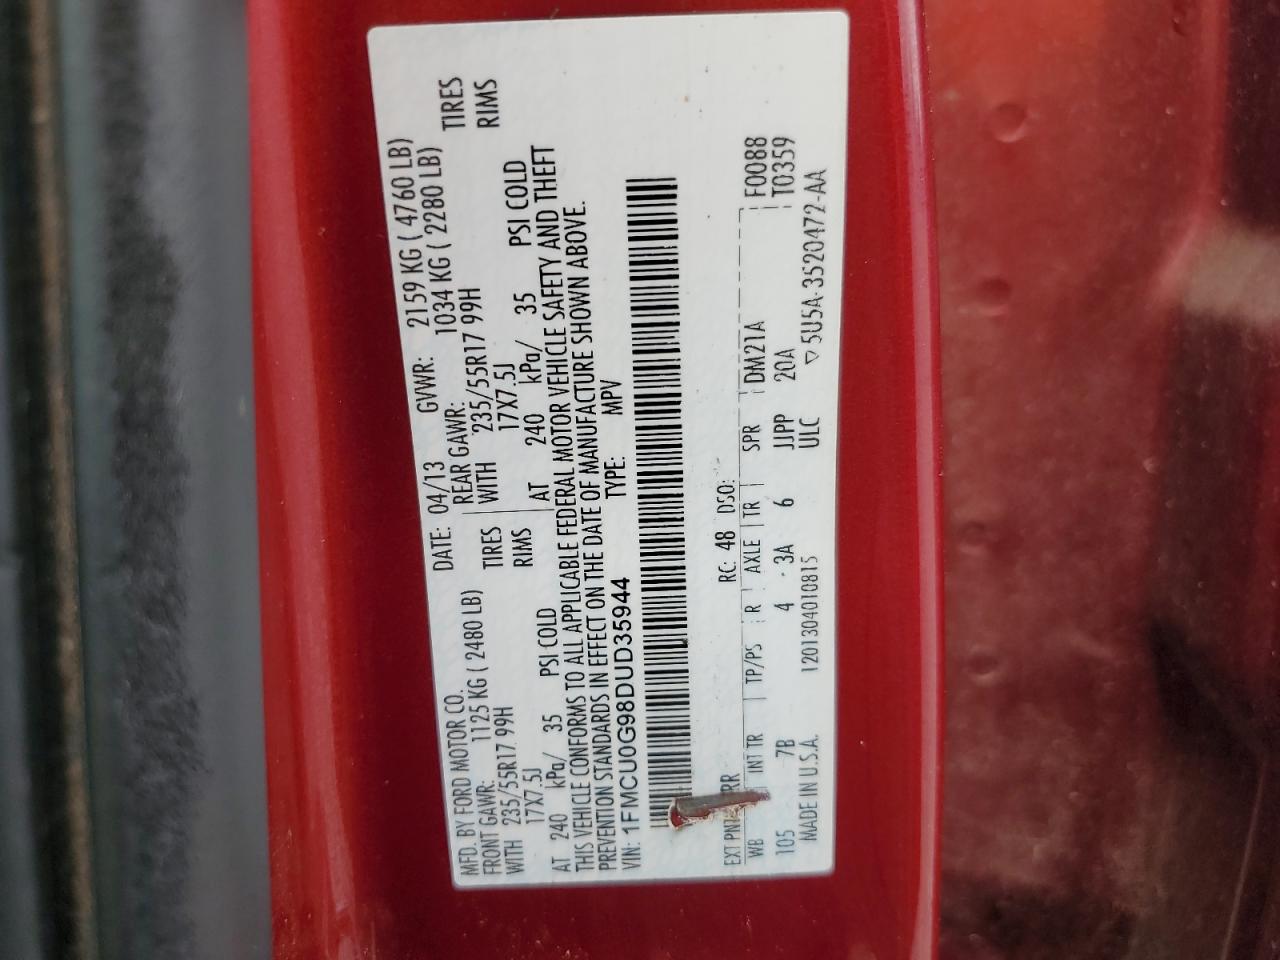 MFD. BY FORD MOTOR CO.
DATE: 04/13 GVWR: 2159 KG ( 4760 LB)
FRONT GAWR: 1125 KG ( 2480 LB)
REAR GAWR: 1034 KG ( 2280 LB)
WITH 235/55R17 99H TIRES
WITH 235/55R17 99H TIRES
17X7.5J RIMS
17X7.5J RIMS
AT 240 kPa/ 35 PSI COLD
AT 240 kPa/ 35 PSI COLD
THIS VEHICLE CONFORMS TO ALL APPLICABLE FEDERAL MOTOR VEHICLE SAFETY AND THEFT
PREVENTION STANDARDS IN EFFECT ON THE DATE OF MANUFACTURE SHOWN ABOVE.
VIN: 1FMCU0G98DUD35944 TYPE: MPV
EXT PNT: RR RC: 48 DSO: F0088
WB INT TR TP/PS R AXLE TR SPR DM21A T0359
105 7B 4 3A 6 JJPP 20A
MADE IN U.S.A. 1201304010815 ULC ▽5U5A-3520472-AA